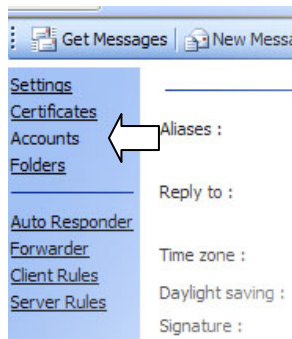 Get Messages New Messa
Settings
Certificates
Accounts
Folders
Auto Responder
Forwarder
Client Rules
Server Rules
Aliases :
Reply to :
Time zone :
Daylight saving :
Signature :